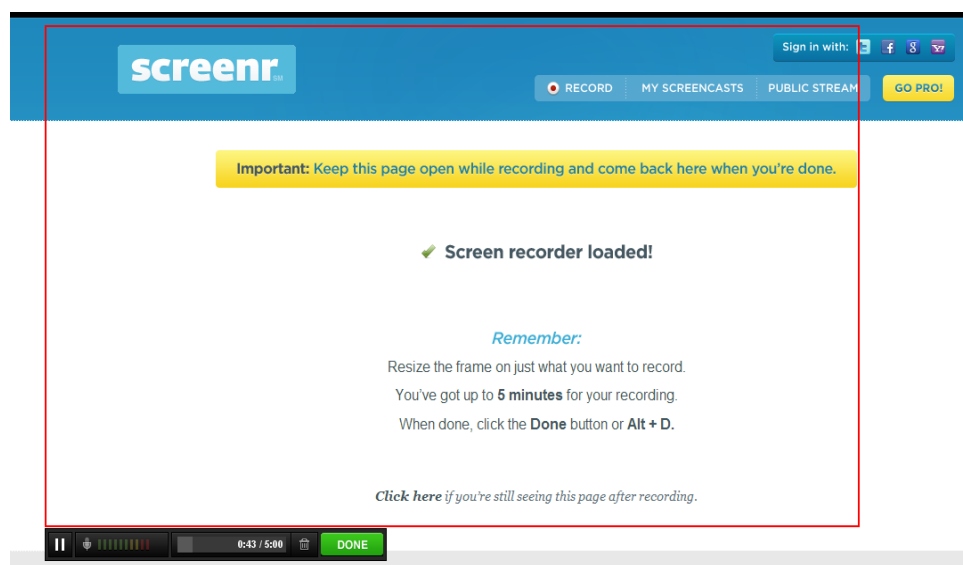 screenr
SM
Sign in with:
RECORD MY SCREENCASTS PUBLIC STREAM GO PRO!
Important: Keep this page open while recording and come back here when you're done.
Screen recorder loaded!
Remember:
Resize the frame on just what you want to record.
You've got up to 5 minutes for your recording.
When done, click the Done button or Alt + D.
Click here if you're still seeing this page after recording.
0:43 / 5:00 DONE